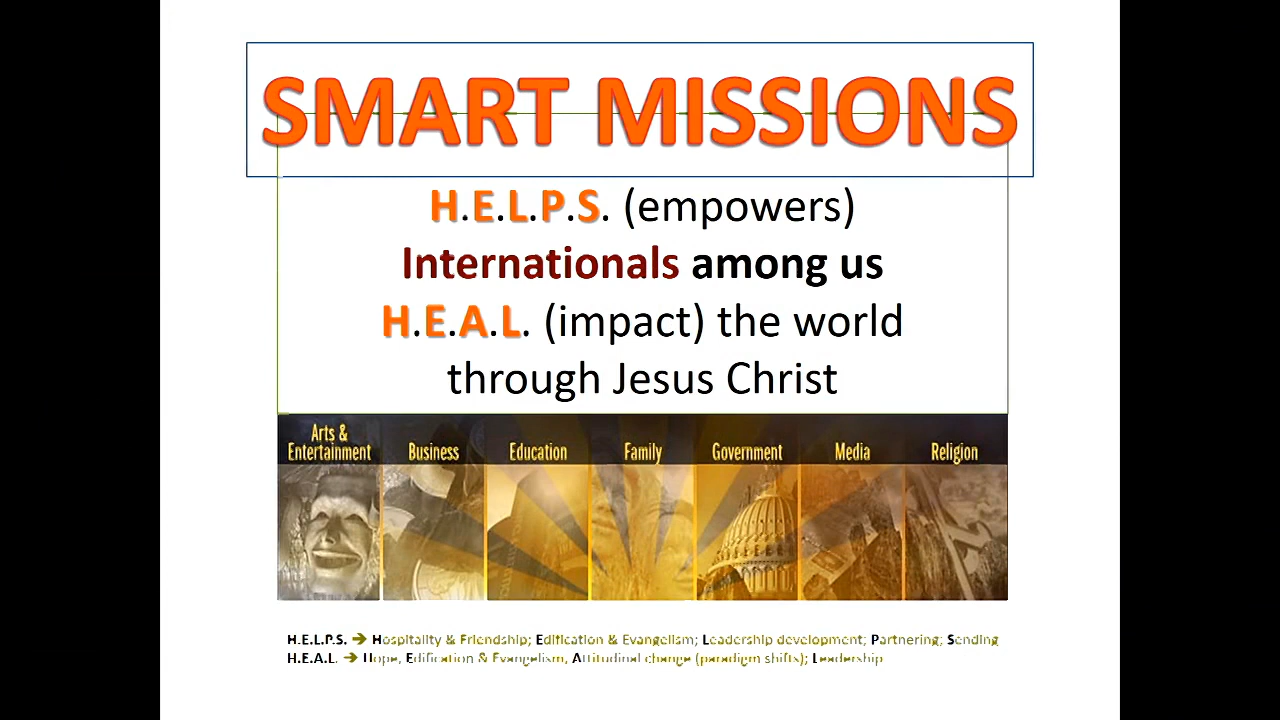 SMART MISSIONS
H.E.L.P.S. (empowers)
Internationals among us
H.E.A.L. (impact) the world
through Jesus Christ
Arts & Entertainment Business Education Family Government Media Religion
H.E.L.P.S. ➔ Hospitality & Friendship; Edification & Evangelism; Leadership development; Partnering; Sending
H.E.A.L. ➔ Hope, Edification & Evangelism, Attitudinal change (paradigm shifts); Leadership